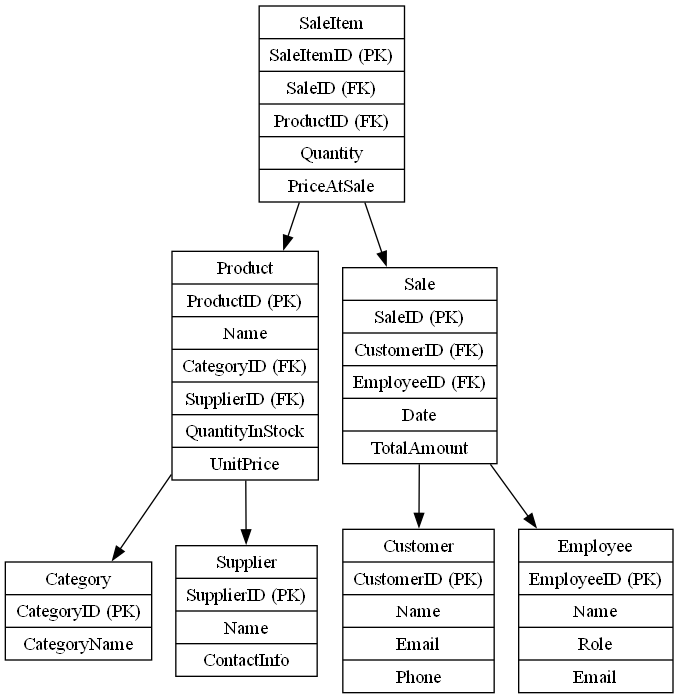 SaleItem
SaleItemID (PK)
SaleID (FK)
ProductID (FK)
Quantity
PriceAtSale
Product
ProductID (PK)
Name
CategoryID (FK)
SupplierID (FK)
QuantityInStock
UnitPrice
Sale
SaleID (PK)
CustomerID (FK)
EmployeeID (FK)
Date
TotalAmount
Category
CategoryID (PK)
CategoryName
Supplier
SupplierID (PK)
Name
ContactInfo
Customer
CustomerID (PK)
Name
Email
Phone
Employee
EmployeeID (PK)
Name
Role
Email